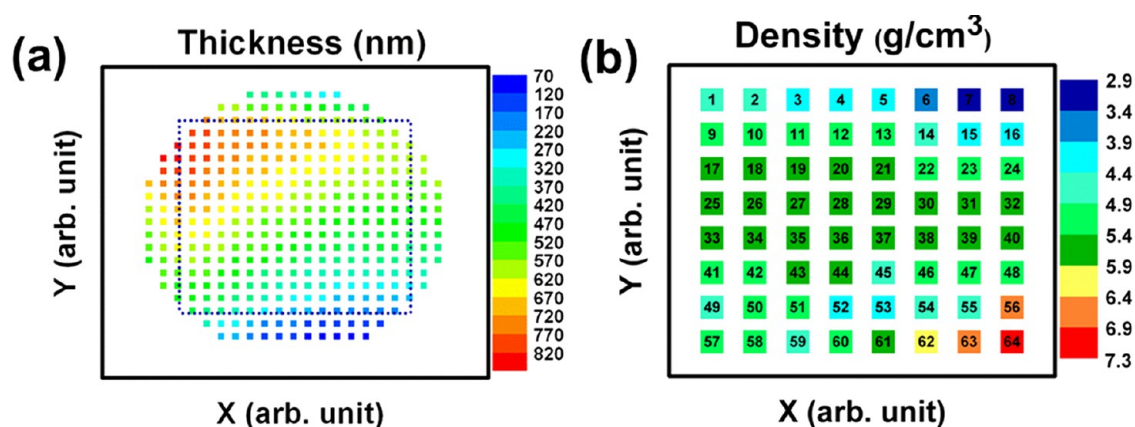 (a)
Thickness (nm)
Y (arb. unit)
X (arb. unit)
70
120
170
220
270
320
370
420
470
520
570
620
670
720
770
820
(b)
Density (g/cm³)
Y (arb. unit)
1 2 3 4 5 6 7 8
9 10 11 12 13 14 15 16
17 18 19 20 21 22 23 24
25 26 27 28 29 30 31 32
33 34 35 36 37 38 39 40
41 42 43 44 45 46 47 48
49 50 51 52 53 54 55 56
57 58 59 60 61 62 63 64
X (arb. unit)
2.9
3.4
3.9
4.4
4.9
5.4
5.9
6.4
6.9
7.3